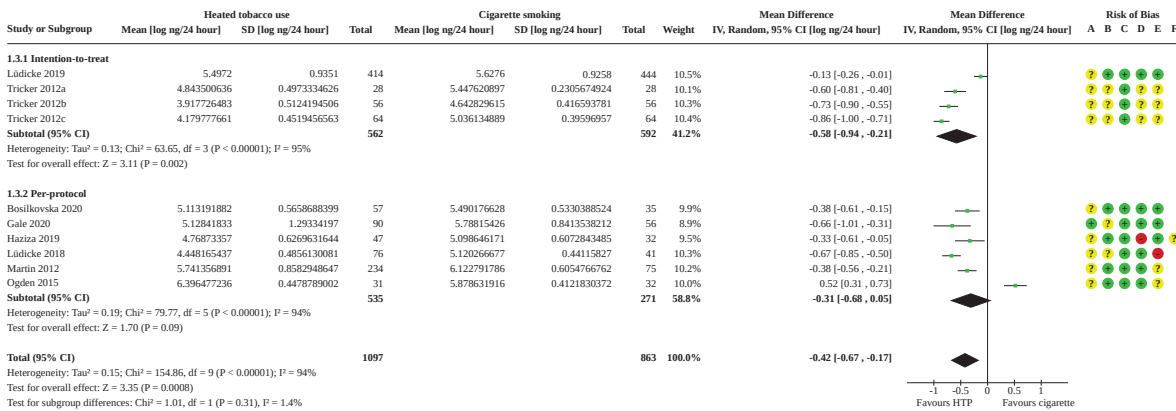 Heated tobacco use Cigarette smoking Mean Difference Mean Difference Risk of Bias
Study or Subgroup Mean [log ng/24 hour] SD [log ng/24 hour] Total Mean [log ng/24 hour] SD [log ng/24 hour] Total Weight IV, Random, 95% CI [log ng/24 hour] IV, Random, 95% CI [log ng/24 hour] A B C D E F
1.3.1 Intention-to-treat
Lüdicke 2019 5.4972 0.9351 414 5.6276 0.9258 444 10.5% -0.13 [-0.26 , -0.01] ? + + + +
Tricker 2012a 4.843500636 0.4973334626 28 5.447620897 0.2305674924 28 10.1% -0.60 [-0.81 , -0.40] ? ? + ? ?
Tricker 2012b 3.917726483 0.5124194506 56 4.642829615 0.416593781 56 10.3% -0.73 [-0.90 , -0.55] ? ? + ? ?
Tricker 2012c 4.179777661 0.4519456563 64 5.036134889 0.39596957 64 10.4% -0.86 [-1.00 , -0.71] ? ? + ? ?
Subtotal (95% CI) 562 592 41.2% -0.58 [-0.94 , -0.21]
Heterogeneity: Tau² = 0.13; Chi² = 63.65, df = 3 (P < 0.00001); I² = 95%
Test for overall effect: Z = 3.11 (P = 0.002)
1.3.2 Per-protocol
Bosilkovska 2020 5.113191882 0.5658688399 57 5.490176628 0.5330388524 35 9.9% -0.38 [-0.61 , -0.15] ? + + + +
Gale 2020 5.12841833 1.29334197 90 5.78815426 0.8413538212 56 8.9% -0.66 [-1.01 , -0.31] + ? + + +
Haziza 2019 4.76873357 0.6269631644 47 5.098646171 0.6072843485 32 9.5% -0.33 [-0.61 , -0.05] ? + + - + ?
Lüdicke 2018 4.448165437 0.4856130081 76 5.120266677 0.44115827 41 10.2% -0.67 [-0.85 , -0.50] ? ? + + -
Martin 2012 5.741356891 0.8582948647 234 6.122791786 0.6054766762 75 10.3% -0.38 [-0.56 , -0.21] ? + + + ?
Ogden 2015 6.396477236 0.4478789002 31 5.878631916 0.4121830372 32 10.0% 0.52 [0.31 , 0.73] ? + + + ?
Subtotal (95% CI) 535 271 58.8% -0.31 [-0.68 , 0.05]
Heterogeneity: Tau² = 0.19; Chi² = 79.77, df = 5 (P < 0.00001); I² = 94%
Test for overall effect: Z = 1.70 (P = 0.09)
Total (95% CI) 1097 863 100.0% -0.42 [-0.67 , -0.17]
Heterogeneity: Tau² = 0.15; Chi² = 154.86, df = 9 (P < 0.00001); I² = 94%
Test for overall effect: Z = 3.35 (P = 0.0008) -1 -0.5 0 0.5 1
Test for subgroup differences: Chi² = 1.01, df = 1 (P = 0.31), I² = 1.4% Favours HTP Favours cigarette